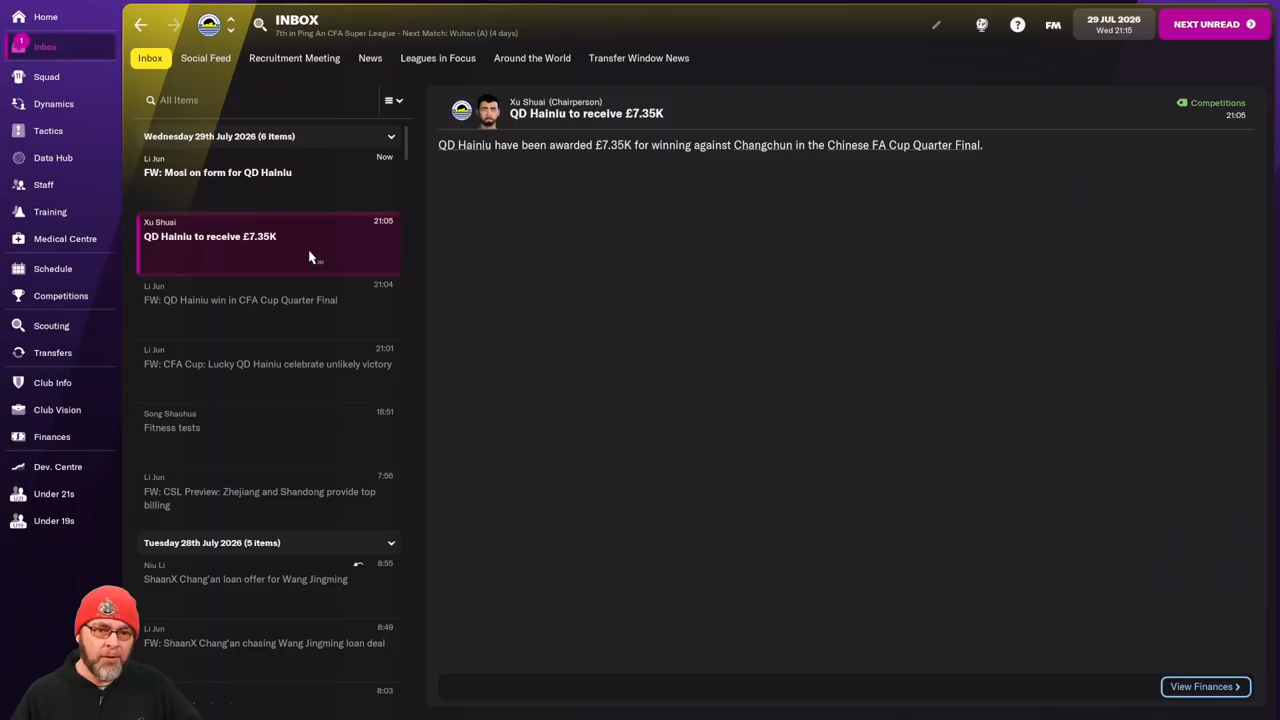 Home
1
Inbox
Squad
Dynamics
Tactics
Data Hub
Staff
Training
Medical Centre
Schedule
Competitions
Scouting
Transfers
Club Info
Club Vision
Finances
Dev. Centre
Under 21s
Under 19s
INBOX
7th in Ping An CFA Super League - Next Match: Wuhan (A) (4 days)
FM
29 JUL 2026
Wed 21:15
NEXT UNREAD
Inbox
Social Feed
Recruitment Meeting
News
Leagues in Focus
Around the World
Transfer Window News
All Items
Wednesday 29th July 2026 (6 items)
Li Jun
Now
FW: Mosi on form for QD Hainiu
Xu Shuai
21:05
QD Hainiu to receive £7.35K
Li Jun
21:04
FW: QD Hainiu win in CFA Cup Quarter Final
Li Jun
21:01
FW: CFA Cup: Lucky QD Hainiu celebrate unlikely victory
Song Shaohua
18:51
Fitness tests
Li Jun
7:56
FW: CSL Preview: Zhejiang and Shandong provide top
billing
Tuesday 28th July 2026 (5 items)
Niu Li
8:55
ShaanX Chang'an loan offer for Wang Jingming
Li Jun
8:49
FW: ShaanX Chang'an chasing Wang Jingming loan deal
8:03
Xu Shuai (Chairperson)
QD Hainiu to receive £7.35K
Competitions
21:05
QD Hainiu have been awarded £7.35K for winning against Changchun in the Chinese FA Cup Quarter Final.
View Finances